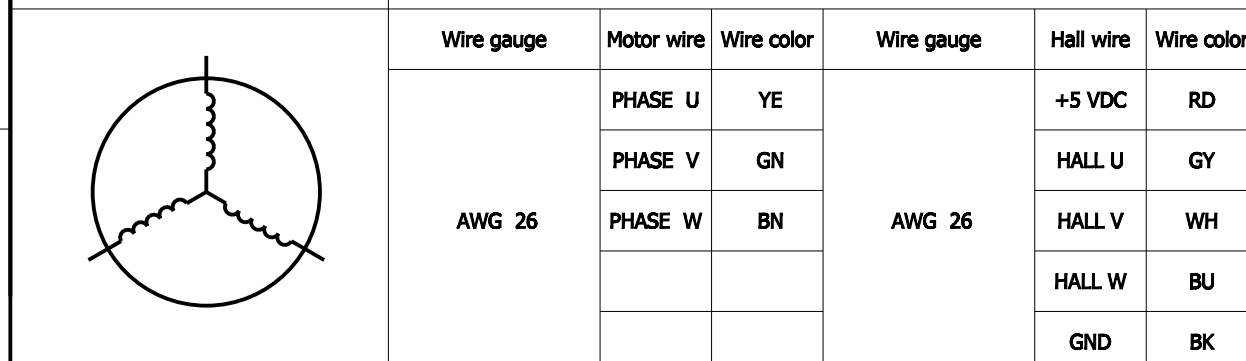 Wire gauge Motor wire Wire color Wire gauge Hall wire Wire color
PHASE U YE +5 VDC RD
PHASE V GN HALL U GY
AWG 26 PHASE W BN AWG 26 HALL V WH
HALL W BU
GND BK